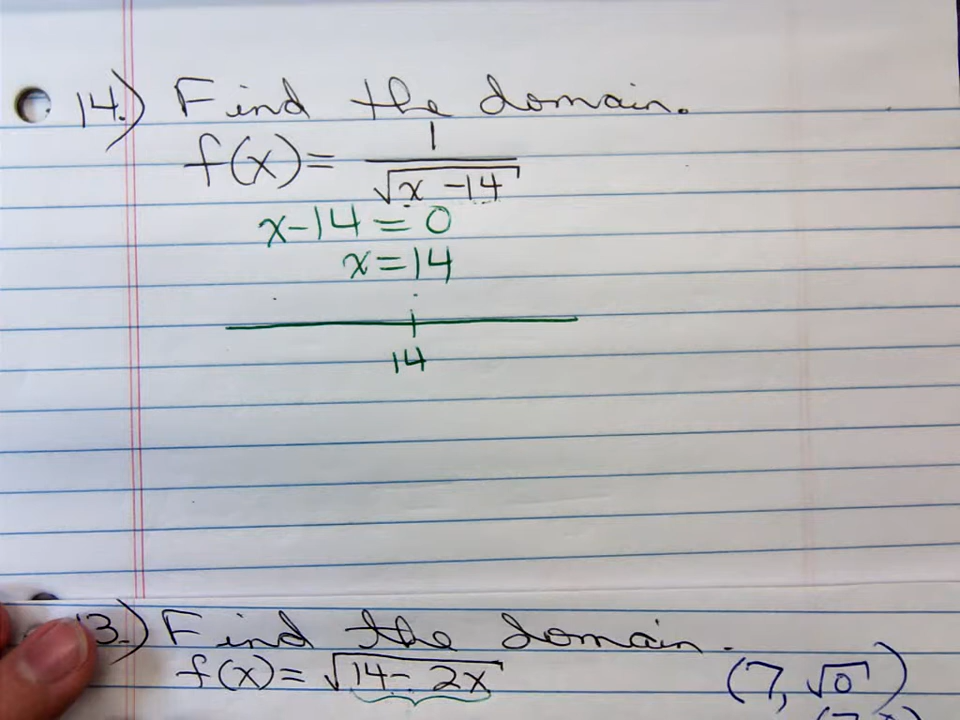 14.) Find the domain.
f(x) = 1/√(x - 14)
x - 14 = 0
x = 14
14
13.) Find the domain.
f(x) = √(14 - 2x)
(7, √0)